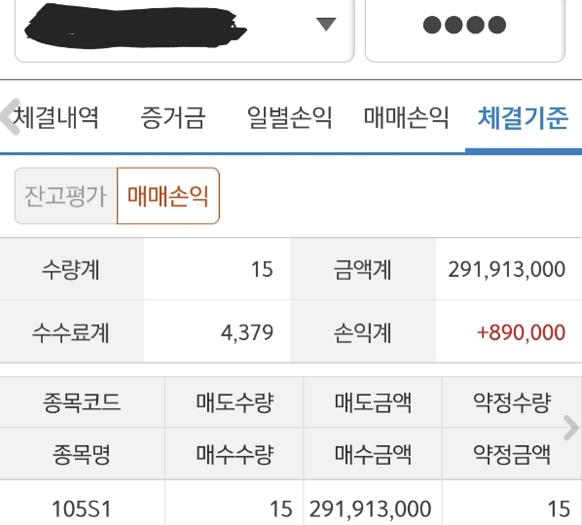 체결내역 증거금 일별손익 매매손익 체결기준
잔고평가 매매손익
수량계 15 금액계 291,913,000
수수료계 4,379 손익계 +890,000
종목코드 매도수량 매도금액 약정수량
종목명 매수수량 매수금액 약정금액
105S1 15 291,913,000 15